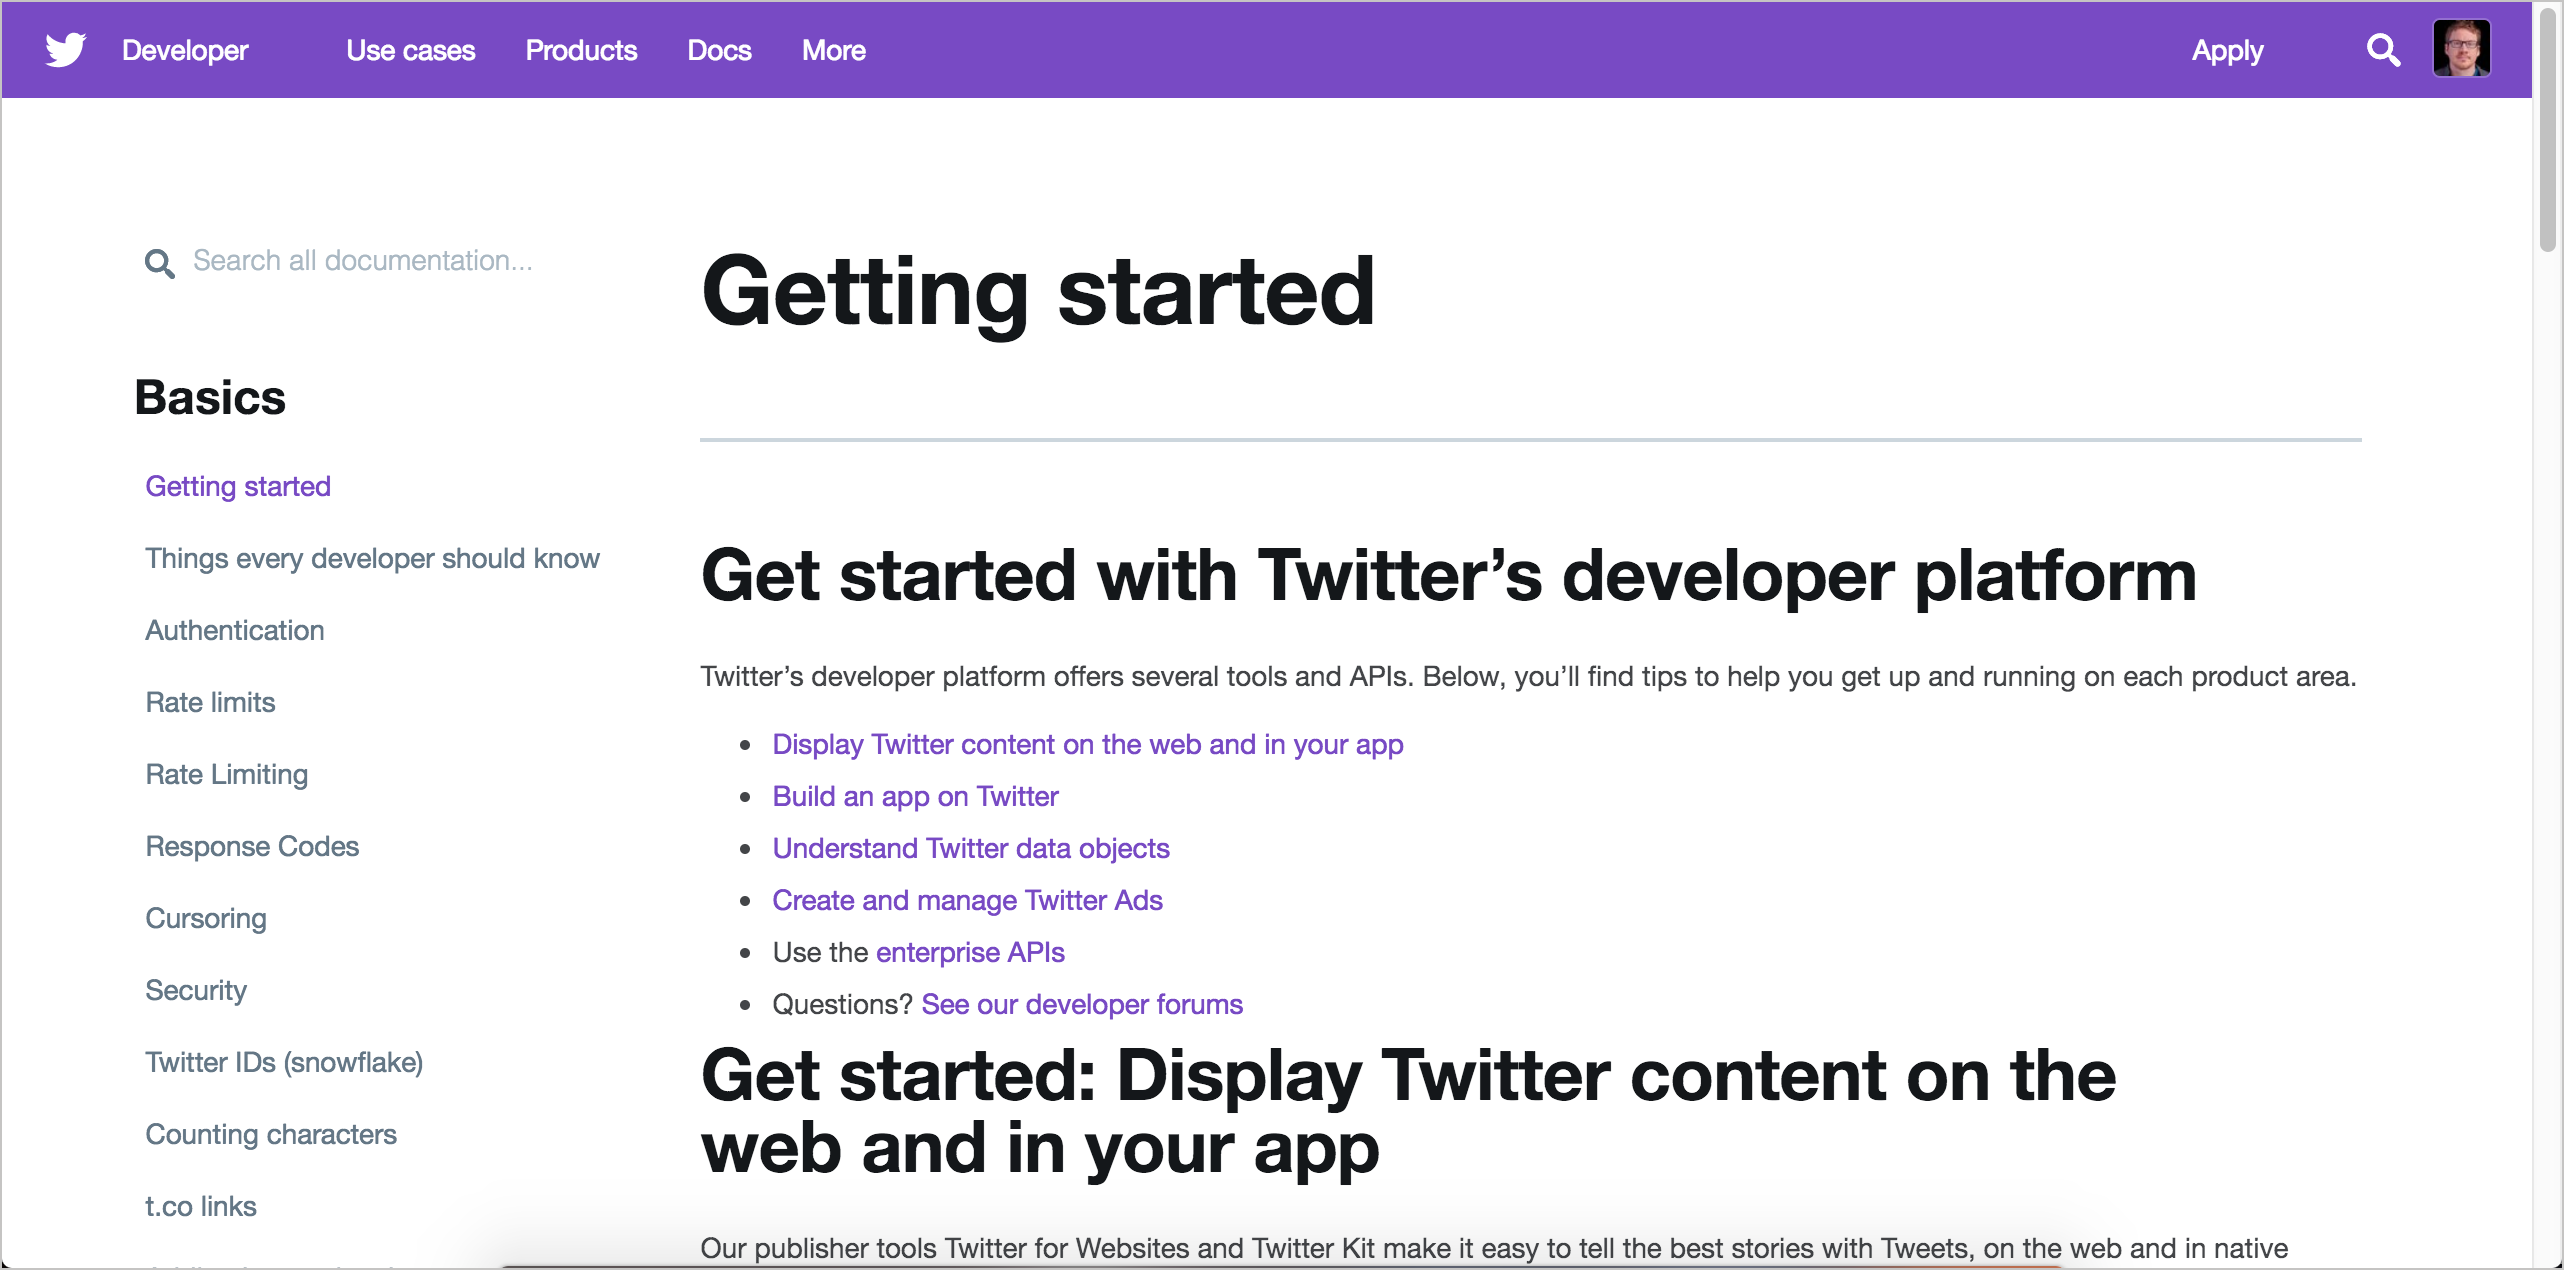 Developer Use cases Products Docs More Apply
Search all documentation...
Basics
Getting started
Things every developer should know
Authentication
Rate limits
Rate Limiting
Response Codes
Cursoring
Security
Twitter IDs (snowflake)
Counting characters
t.co links
Getting started
Get started with Twitter’s developer platform
Twitter’s developer platform offers several tools and APIs. Below, you’ll find tips to help you get up and running on each product area.
• Display Twitter content on the web and in your app
• Build an app on Twitter
• Understand Twitter data objects
• Create and manage Twitter Ads
• Use the enterprise APIs
• Questions? See our developer forums
Get started: Display Twitter content on the
web and in your app
Our publisher tools Twitter for Websites and Twitter Kit make it easy to tell the best stories with Tweets, on the web and in native